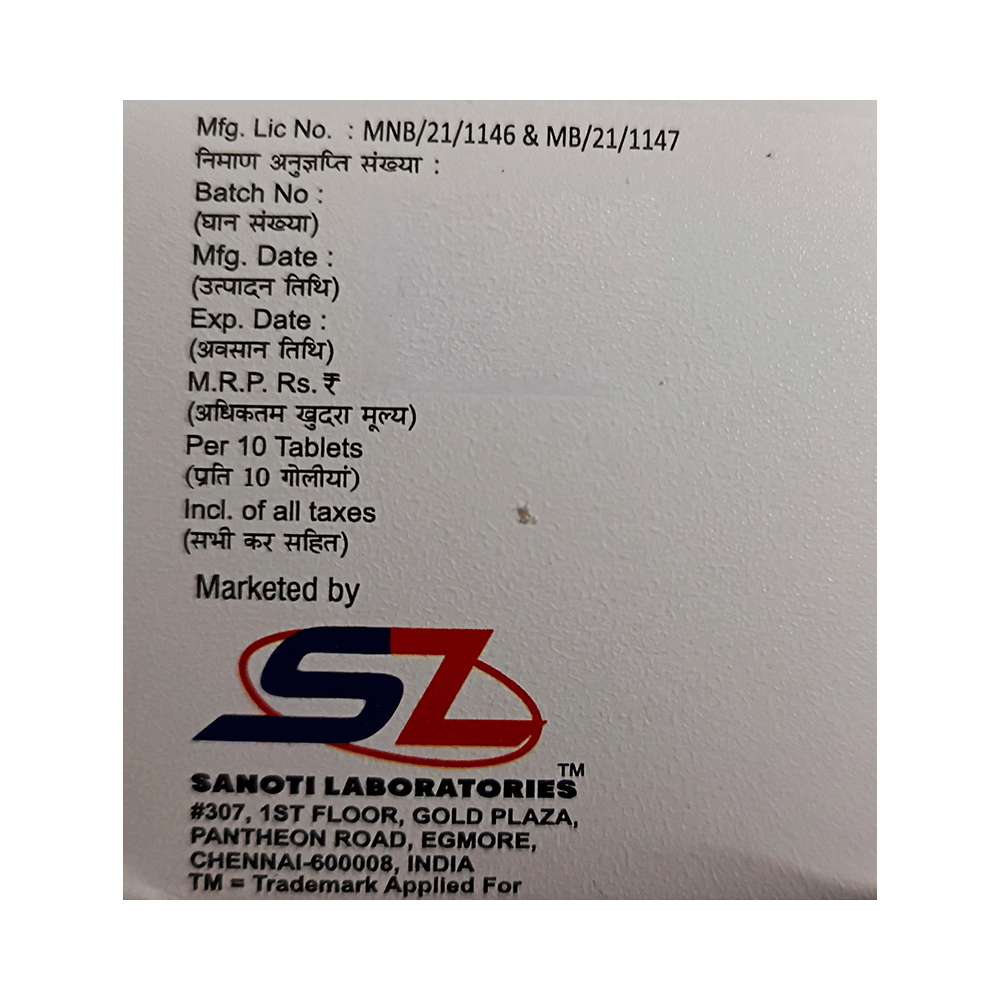 Mfg. Lic No. : MNB/21/1146 & MB/21/1147
निमाण अनुज्ञप्ति संख्या :
Batch No :
(घान संख्या)
Mfg. Date :
(उत्पादन तिथि)
Exp. Date :
(अवसान तिथि)
M.R.P. Rs. ₹
(अधिकतम खुदरा मूल्य)
Per 10 Tablets
(प्रति 10 गोलीयां)
Incl. of all taxes
(सभी कर सहित)
Marketed by
SZ
SANOTI LABORATORIES TM
#307, 1ST FLOOR, GOLD PLAZA,
PANTHEON ROAD, EGMORE,
CHENNAI-600008, INDIA
TM = Trademark Applied For